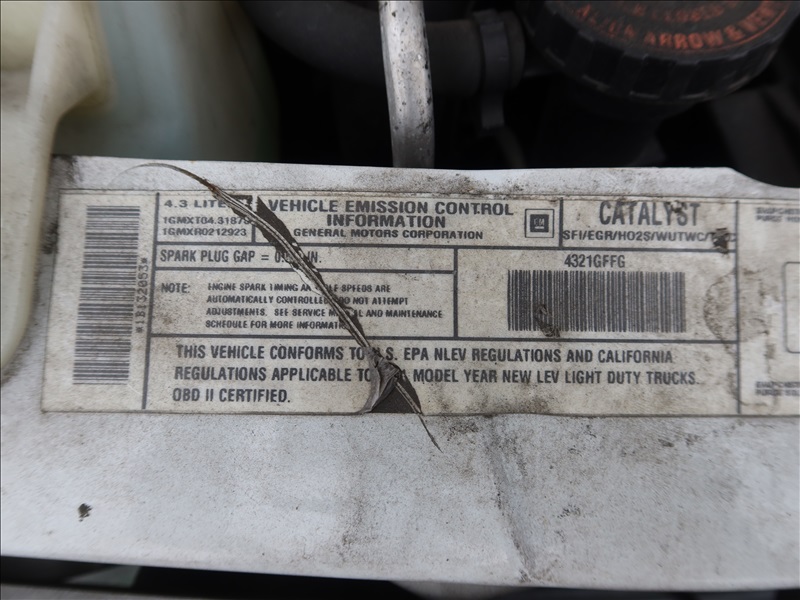 ARROW &
4.3 LITE
1GMXT04.3187
1GMXR0212923
VEHICLE EMISSION CONTROL
INFORMATION
GENERAL MOTORS CORPORATION
GM
CATALYST
SFI/EGR/HO2S/WUTWC/
SPARK PLUG GAP = IN.
4321GFFG
NOTE: ENGINE SPARK TIMING SPEEDS ARE
AUTOMATICALLY CONTROLLED DO NOT ATTEMPT
ADJUSTMENTS. SEE SERVICE AND MAINTENANCE
SCHEDULE FOR MORE
THIS VEHICLE CONFORMS TO S. EPA NLEV REGULATIONS AND CALIFORNIA
REGULATIONS APPLICABLE TO MODEL YEAR NEW LEV LIGHT DUTY TRUCKS.
OBD II CERTIFIED.